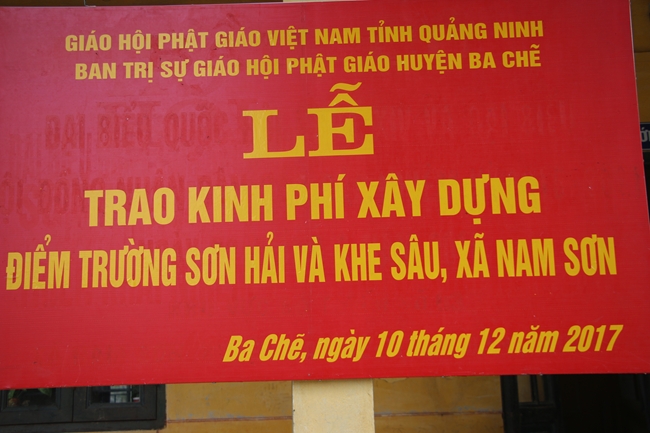 GIÁO HỘI PHẬT GIÁO VIỆT NAM TỈNH QUẢNG NINH
BAN TRỊ SỰ GIÁO HỘI PHẬT GIÁO HUYỆN BA CHẼ
LỄ
TRAO KINH PHÍ XÂY DỰNG
ĐIỂM TRƯỜNG SƠN HẢI VÀ KHE SÂU, XÃ NAM SƠN
Ba Chẽ, ngày 10 tháng 12 năm 2017